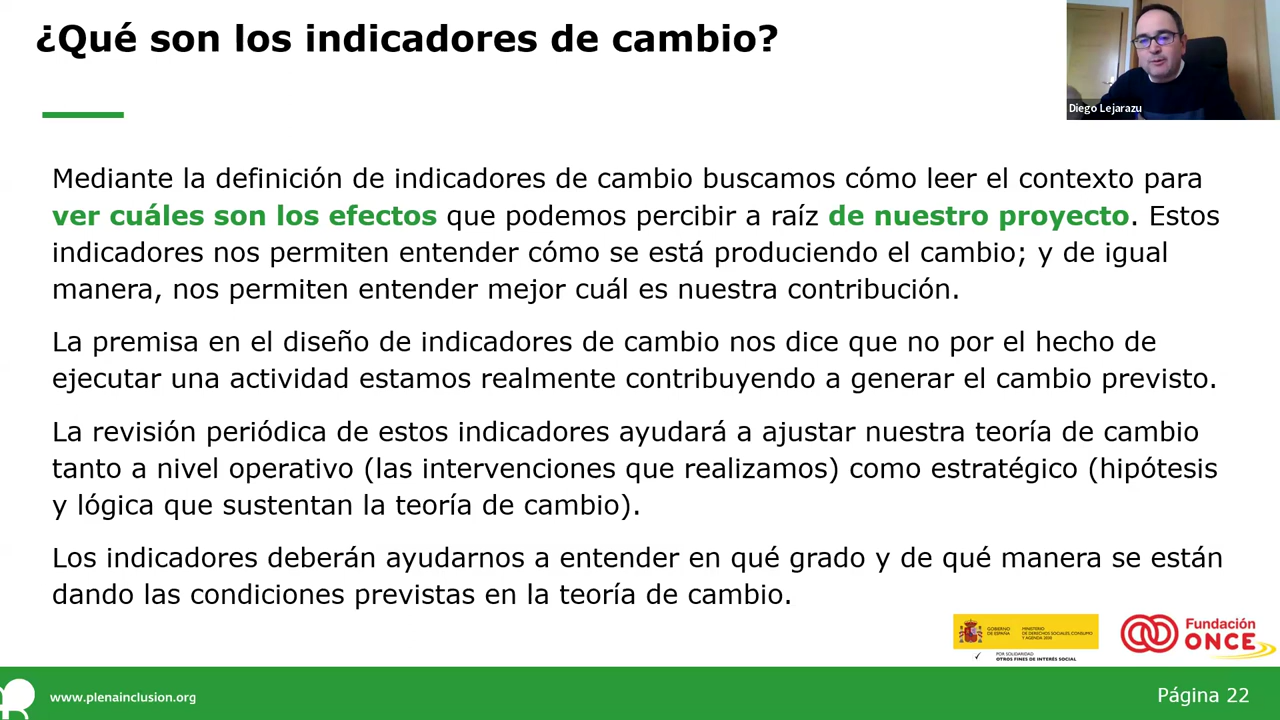 ¿Qué son los indicadores de cambio?
Diego Lejarazu
Mediante la definición de indicadores de cambio buscamos cómo leer el contexto para
ver cuáles son los efectos que podemos percibir a raíz de nuestro proyecto. Estos
indicadores nos permiten entender cómo se está produciendo el cambio; y de igual
manera, nos permiten entender mejor cuál es nuestra contribución.
La premisa en el diseño de indicadores de cambio nos dice que no por el hecho de
ejecutar una actividad estamos realmente contribuyendo a generar el cambio previsto.
La revisión periódica de estos indicadores ayudará a ajustar nuestra teoría de cambio
tanto a nivel operativo (las intervenciones que realizamos) como estratégico (hipótesis
y lógica que sustentan la teoría de cambio).
Los indicadores deberán ayudarnos a entender en qué grado y de qué manera se están
dando las condiciones previstas en la teoría de cambio.
GOBIERNO
DE ESPAÑA
MINISTERIO
DE DERECHOS SOCIALES, CONSUMO
Y AGENDA 2030
POR SOLIDARIDAD
OTROS FINES DE INTERÉS SOCIAL
Fundación
ONCE
www.plenainclusion.org
Página 22